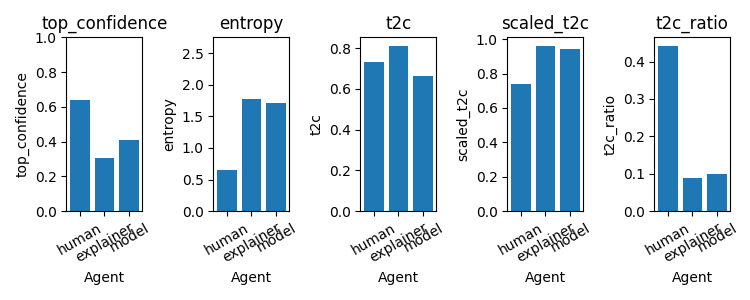 top_confidence
1.0
0.8
0.6
0.4
0.2
0.0
top_confidence
human
explainer
model
Agent
entropy
2.5
2.0
1.5
1.0
0.5
0.0
entropy
human
explainer
model
Agent
t2c
0.8
0.6
0.4
0.2
0.0
t2c
human
explainer
model
Agent
scaled_t2c
1.0
0.8
0.6
0.4
0.2
0.0
scaled_t2c
human
explainer
model
Agent
t2c_ratio
0.4
0.3
0.2
0.1
0.0
t2c_ratio
human
explainer
model
Agent